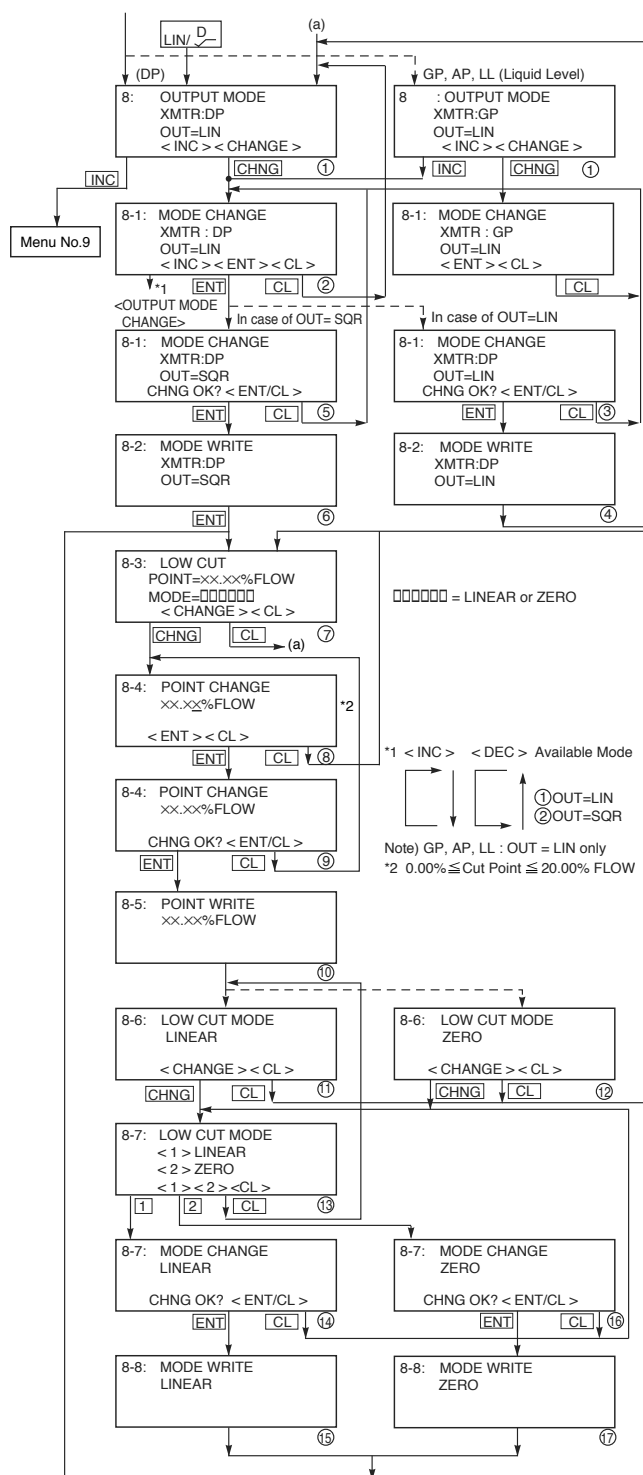 LIN/ D
(a)
(DP)
GP, AP, LL (Liquid Level)
8: OUTPUT MODE
XMTR:DP
OUT=LIN
< INC > < CHANGE >
①
8 : OUTPUT MODE
XMTR:GP
OUT=LIN
< INC > < CHANGE >
①
INC
CHNG
INC
CHNG
Menu No.9
8-1: MODE CHANGE
XMTR : DP
OUT=LIN
< INC > < ENT > < CL >
②
8-1: MODE CHANGE
XMTR : GP
OUT=LIN
< ENT > < CL >
*1
ENT
CL
CL
<OUTPUT MODE
CHANGE>
In case of OUT= SQR
In case of OUT=LIN
8-1: MODE CHANGE
XMTR:DP
OUT=SQR
CHNG OK? < ENT/CL >
⑤
8-1: MODE CHANGE
XMTR:DP
OUT=LIN
CHNG OK? < ENT/CL >
③
ENT
CL
ENT
CL
8-2: MODE WRITE
XMTR:DP
OUT=SQR
⑥
8-2: MODE WRITE
XMTR:DP
OUT=LIN
④
ENT
8-3: LOW CUT
POINT=××.××%FLOW
MODE=▯▯▯▯▯▯
< CHANGE > < CL >
⑦
▯▯▯▯▯▯ = LINEAR or ZERO
CHNG
CL
(a)
8-4: POINT CHANGE
××.××%FLOW
< ENT > < CL >
⑧
*2
ENT
CL
8-4: POINT CHANGE
××.××%FLOW
CHNG OK? < ENT/CL >
⑨
*1 < INC > < DEC > Available Mode
①OUT=LIN
②OUT=SQR
Note) GP, AP, LL : OUT = LIN only
*2 0.00%≦Cut Point ≦ 20.00% FLOW
ENT
CL
8-5: POINT WRITE
××.××%FLOW
⑩
8-6: LOW CUT MODE
LINEAR
< CHANGE > < CL >
⑪
8-6: LOW CUT MODE
ZERO
< CHANGE > < CL >
⑫
CHNG
CL
CHNG
CL
8-7: LOW CUT MODE
< 1 > LINEAR
< 2 > ZERO
< 1 > < 2 > <CL >
⑬
1
2
CL
8-7: MODE CHANGE
LINEAR
CHNG OK? < ENT/CL >
⑭
8-7: MODE CHANGE
ZERO
CHNG OK? < ENT/CL >
⑯
ENT
CL
ENT
CL
8-8: MODE WRITE
LINEAR
⑮
8-8: MODE WRITE
ZERO
⑰